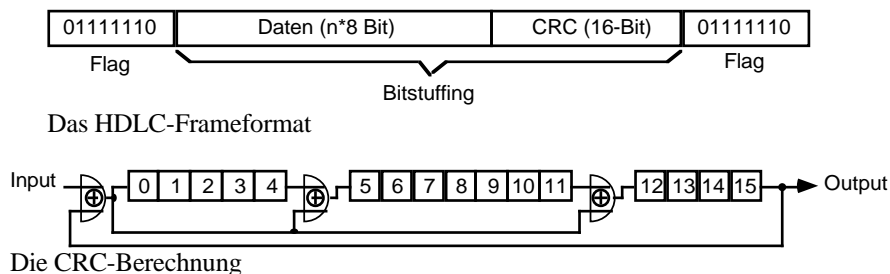 01111110 Daten (n*8 Bit) CRC (16-Bit) 01111110
Flag Flag
Bitstuffing
Das HDLC-Frameformat
Input 0 1 2 3 4 5 6 7 8 9 10 11 12 13 14 15 Output
Die CRC-Berechnung